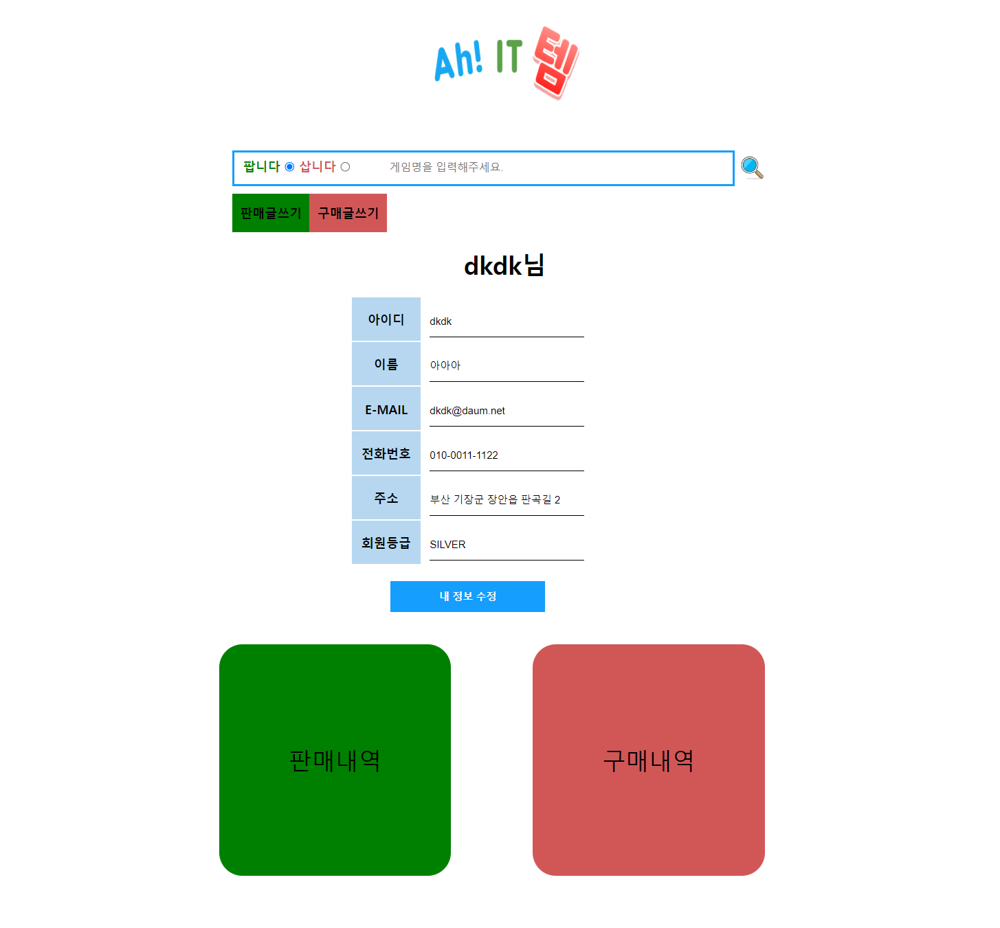 Ah! IT 템
팝니다 삽니다 게임명을 입력해주세요.
판매글쓰기 구매글쓰기
dkdk님
아이디 dkdk
이름 아아아
E-MAIL dkdk@daum.net
전화번호 010-0011-1122
주소 부산 기장군 장안읍 판곡길 2
회원등급 SILVER
내 정보 수정
판매내역 구매내역